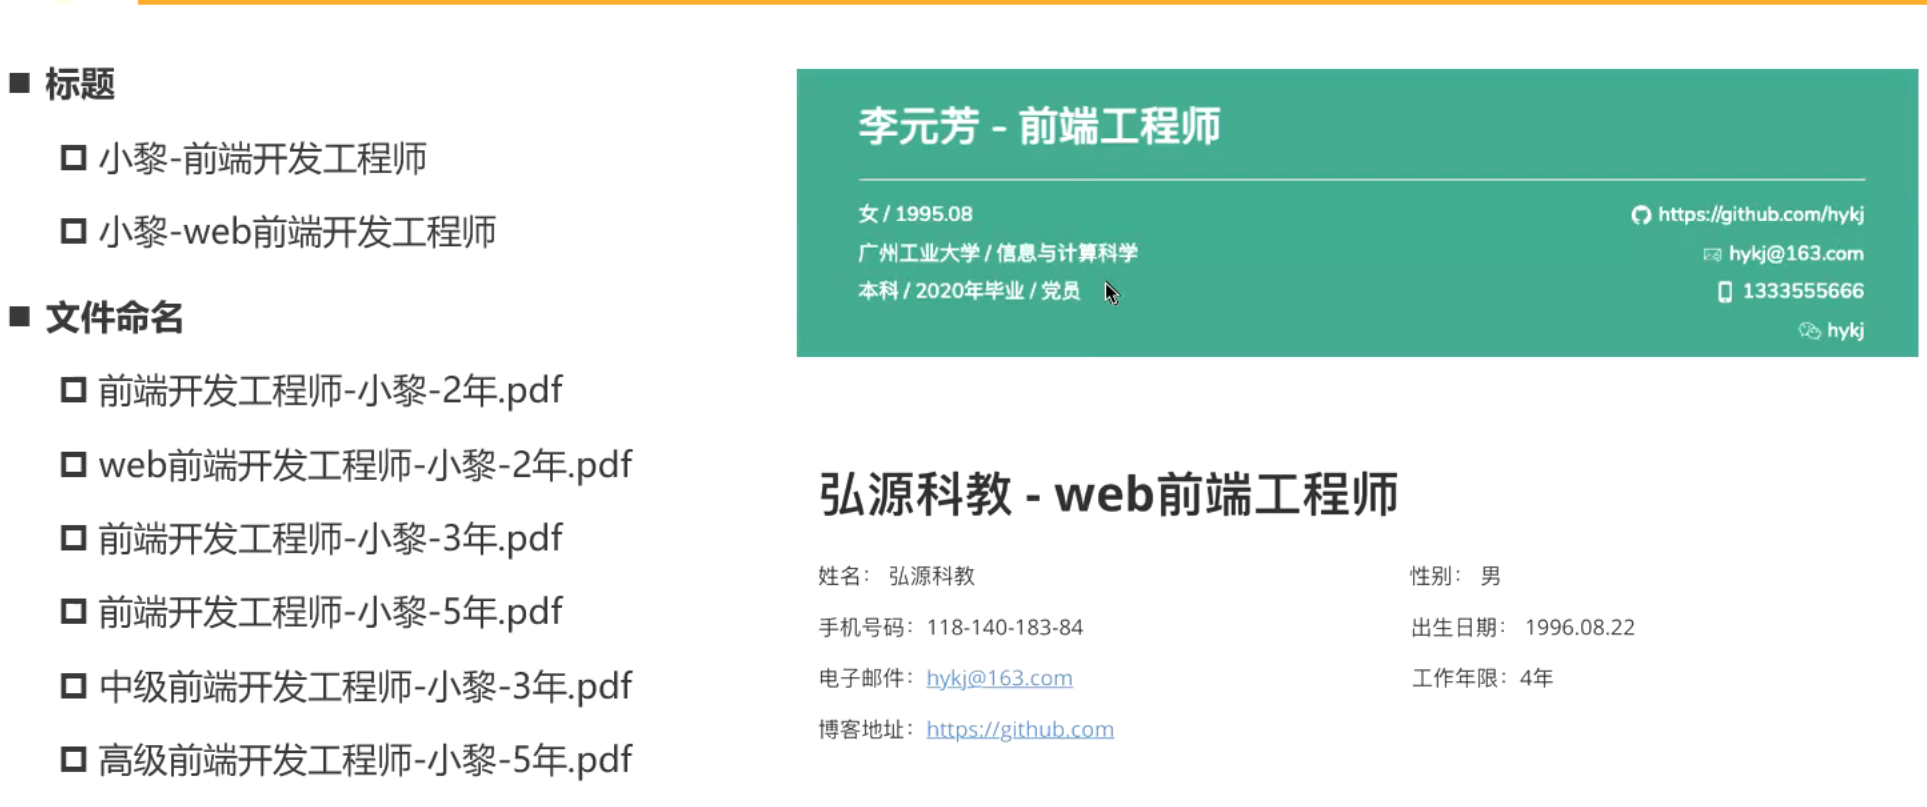 标题
小黎-前端开发工程师
小黎-web前端开发工程师
文件命名
前端开发工程师-小黎-2年.pdf
web前端开发工程师-小黎-2年.pdf
前端开发工程师-小黎-3年.pdf
前端开发工程师-小黎-5年.pdf
中级前端开发工程师-小黎-3年.pdf
高级前端开发工程师-小黎-5年.pdf
李元芳 - 前端工程师
女 / 1995.08
https://github.com/hykj
广州工业大学 / 信息与计算科学
hykj@163.com
本科 / 2020年毕业 / 党员
1333555666
hykj
弘源科教 - web前端工程师
姓名： 弘源科教
性别： 男
手机号码：118-140-183-84
出生日期： 1996.08.22
电子邮件：hykj@163.com
工作年限：4年
博客地址：https://github.com